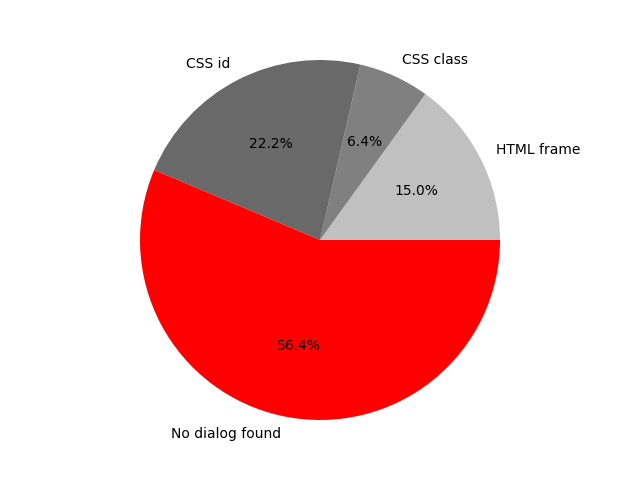 CSS class
CSS id
22.2%
6.4%
HTML frame
15.0%
56.4%
No dialog found